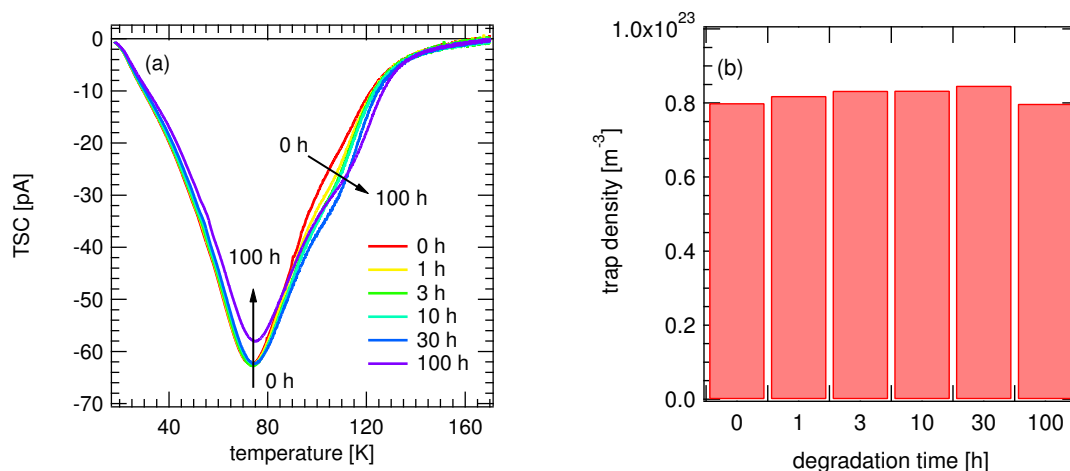 (a)
0
-10
-20
-30
-40
-50
-60
-70
TSC [pA]
40
80
120
160
temperature [K]
0 h
100 h
100 h
0 h
0 h
1 h
3 h
10 h
30 h
100 h
(b)
1.0x10²³
0.8
0.6
0.4
0.2
0.0
trap density [m⁻³]
0
1
3
10
30
100
degradation time [h]